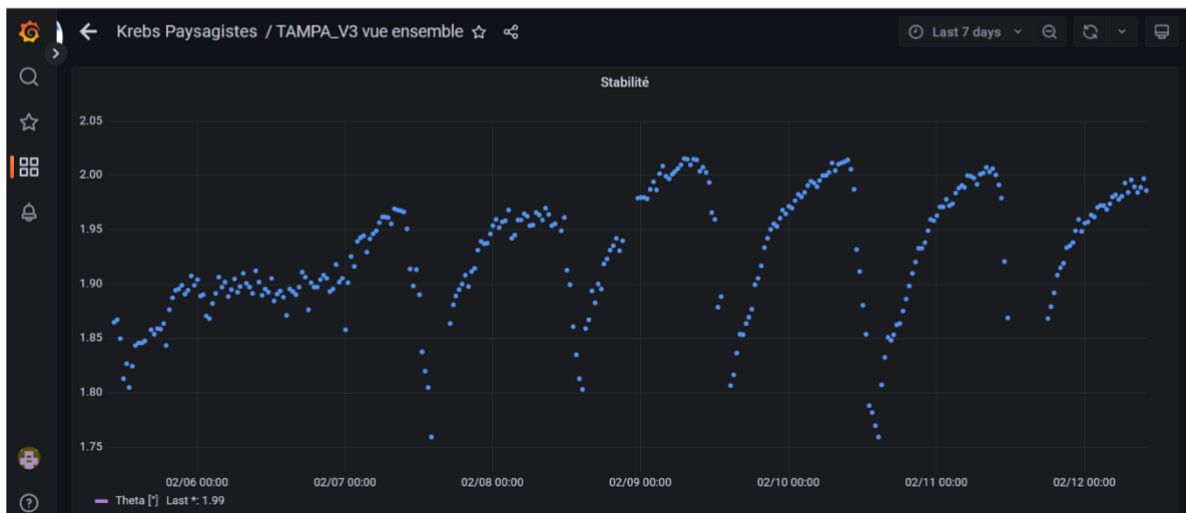 Krebs Paysagistes / TAMPA_V3 vue ensemble
Last 7 days
Stabilité
2.05
2.00
1.95
1.90
1.85
1.80
1.75
02/06 00:00 02/07 00:00 02/08 00:00 02/09 00:00 02/10 00:00 02/11 00:00 02/12 00:00
Theta [°] Last *: 1.99